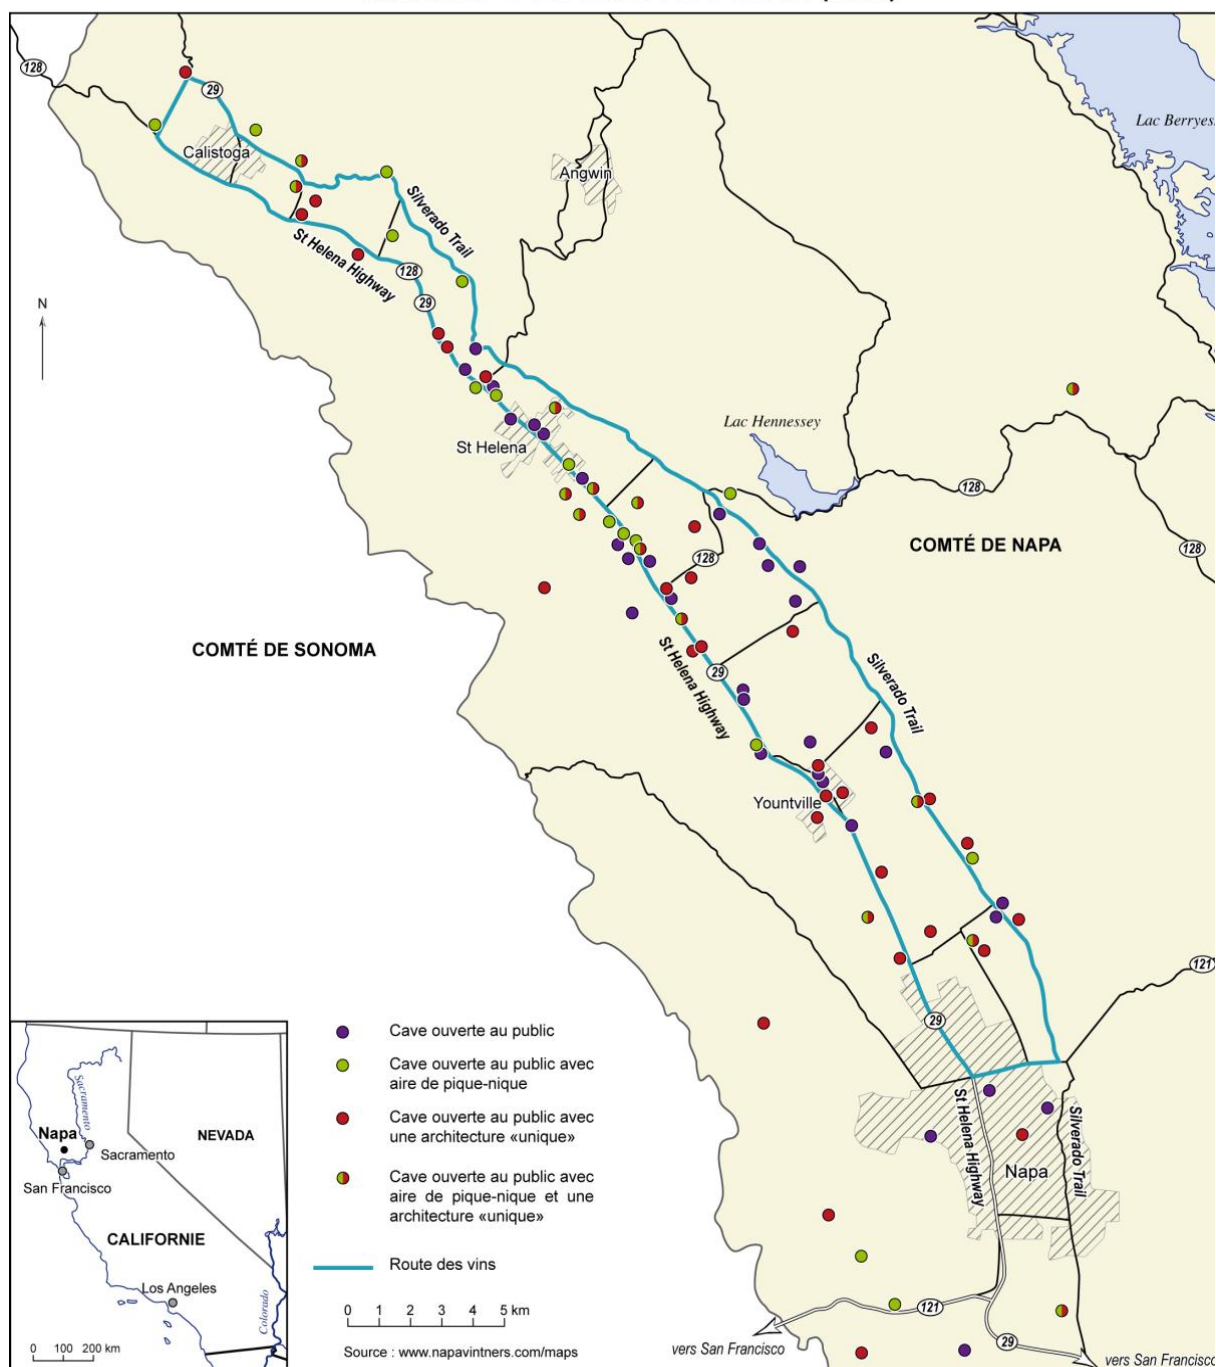 128
29
Lac Berryes
Calistoga
Angwin
Silverado Trail
St Helena Highway
128
29
N
Lac Hennessey
St Helena
128
COMTÉ DE NAPA
128
128
COMTÉ DE SONOMA
29
St Helena Highway
Silverado Trail
Yountville
121
29
Napa
St Helena Highway
Silverado Trail
121
29
vers San Francisco
vers San Francisco
Sacramento
Napa
NEVADA
Sacramento
San Francisco
CALIFORNIE
Los Angeles
Colorado
0 100 200 km
Cave ouverte au public
Cave ouverte au public avec
aire de pique-nique
Cave ouverte au public avec
une architecture «unique»
Cave ouverte au public avec
aire de pique-nique et une
architecture «unique»
Route des vins
0 1 2 3 4 5 km
Source : www.napavintners.com/maps